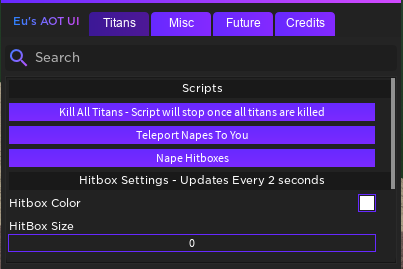 Eu's AOT UI Titans Misc Future Credits
Search
Scripts
Kill All Titans - Script will stop once all titans are killed
Teleport Napes To You
Nape Hitboxes
Hitbox Settings - Updates Every 2 seconds
Hitbox Color
HitBox Size
0